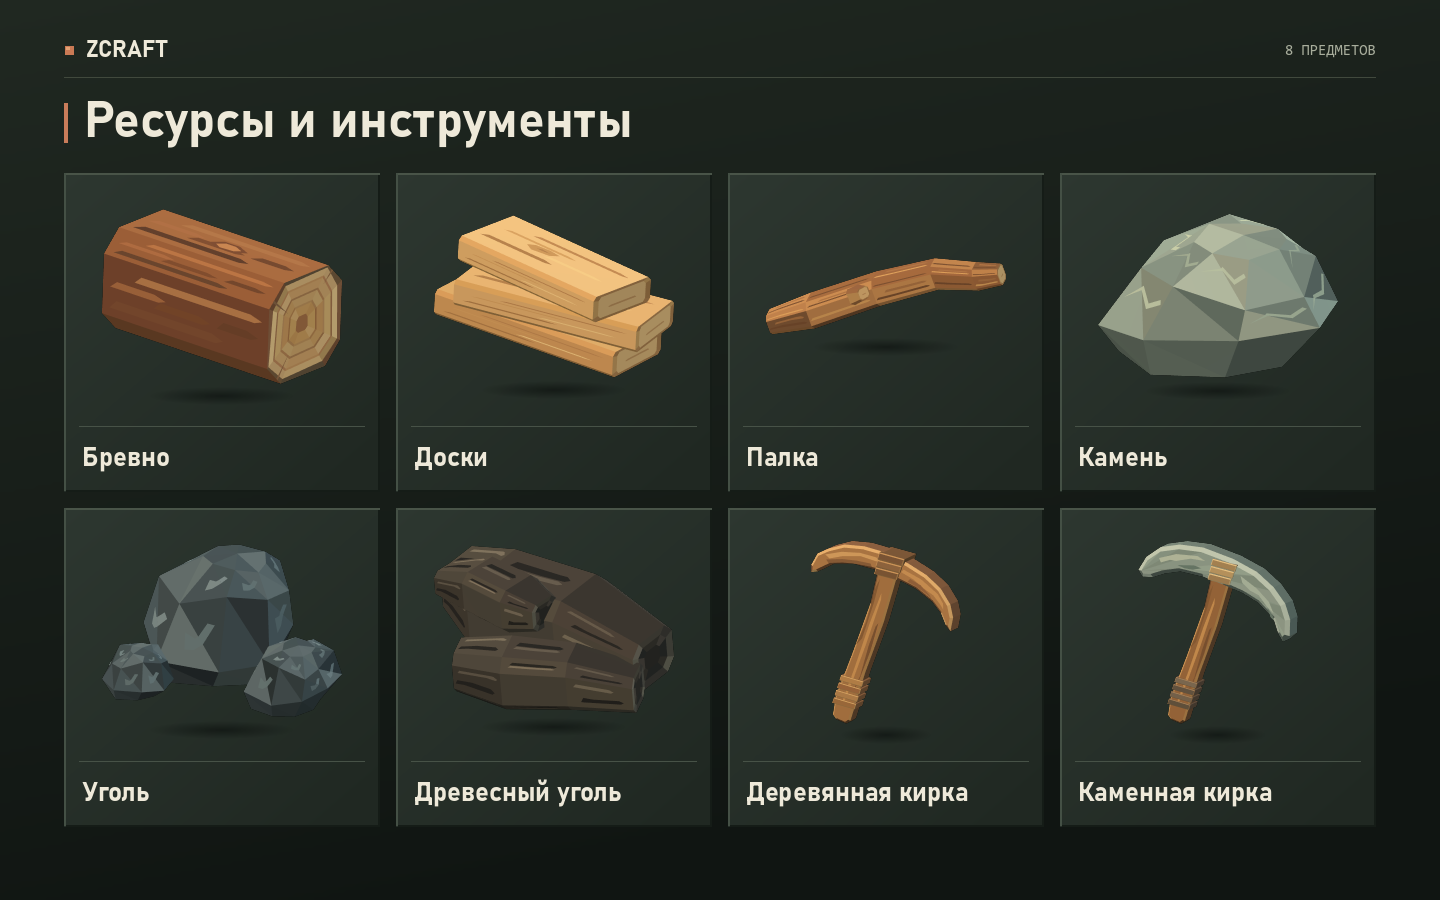 ZCRAFT
8 ПРЕДМЕТОВ
Ресурсы и инструменты
Бревно
Доски
Палка
Камень
Уголь
Древесный уголь
Деревянная кирка
Каменная кирка